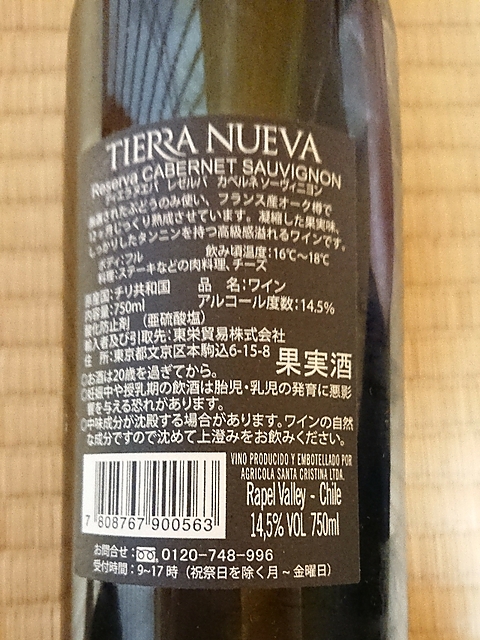 TIERRA NUEVA
Reserva CABERNET SAUVIGNON
ティエラ ヌエバ レセルバ カベルネ ソーヴィニヨン
されたぶどうのみ使い、フランス産オーク樽で
月じっくり熟成させています。凝縮した果実味、
しっかりしたタンニンを持つ高級感溢れるワインです。
ボディ:フル 飲み頃温度:16℃～18℃
料理:ステーキなどの肉料理、チーズ
原産国:チリ共和国 品 名:ワイン
内容量:750ml アルコール度数:14.5%
酸化防止剤 (亜硫酸塩)
輸入者及び引取先:東栄貿易株式会社
住 所:東京都文京区本駒込6-15-8 果実酒
○お酒は20歳を過ぎてから。
○妊娠中や授乳期の飲酒は胎児・乳児の発育に悪影
響を与える恐れがあります。
○中味成分が沈殿する場合があります。ワインの自然
な成分ですので沈めて上澄みをお飲みください。
VINO PRODUCIDO Y EMBOTELLADO POR
AGRICOLA SANTA CRISTINA LTDA.
Rapel Valley - Chile
14,5% VOL 750ml
7 808767 900563
お問合せ: 0120-748-996
受付時間:9~17時 (祝祭日を除く月～金曜日)